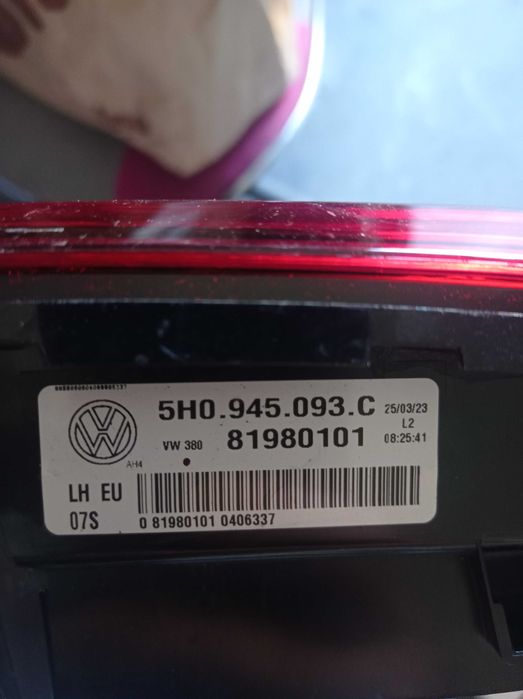 5H0.945.093.C 25/03/23
L2
VW 380 81980101 08:25:41
AH4
LH EU
07S
0 81980101 0406337